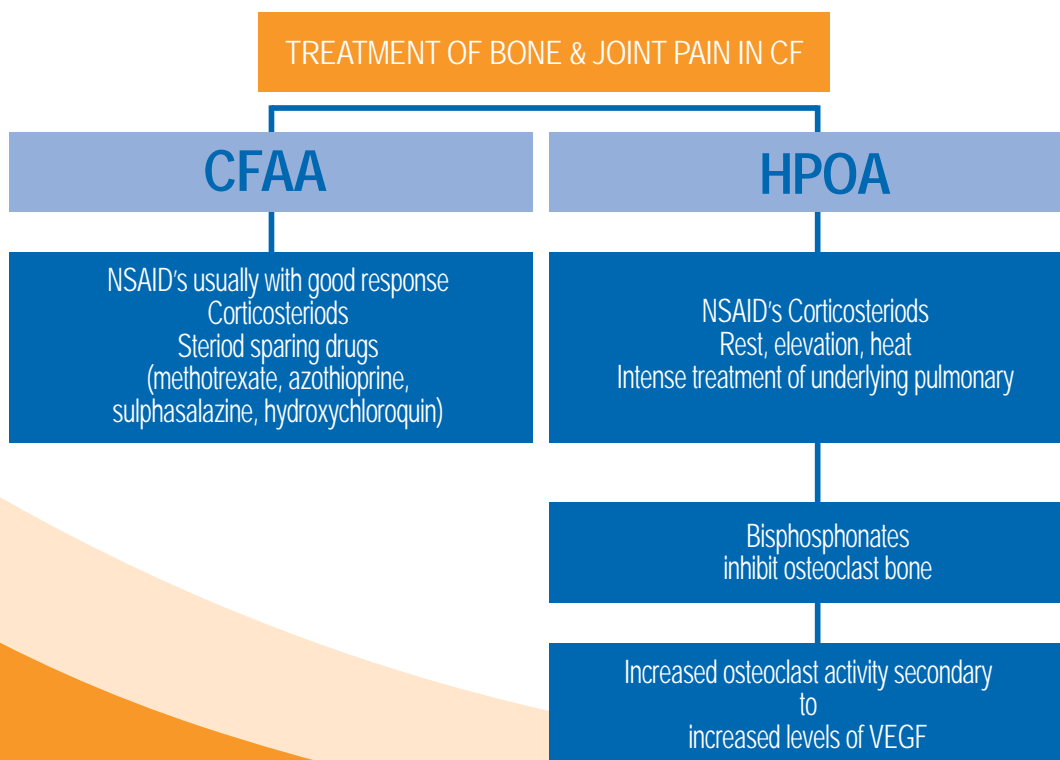 TREATMENT OF BONE & JOINT PAIN IN CF
CFAA
NSAID's usually with good response
Corticosteriods
Steriod sparing drugs
(methotrexate, azothioprine,
sulphasalazine, hydroxychloroquin)
HPOA
NSAID's Corticosteriods
Rest, elevation, heat
Intense treatment of underlying pulmonary
Bisphosphonates
inhibit osteoclast bone
Increased osteoclast activity secondary
to
increased levels of VEGF